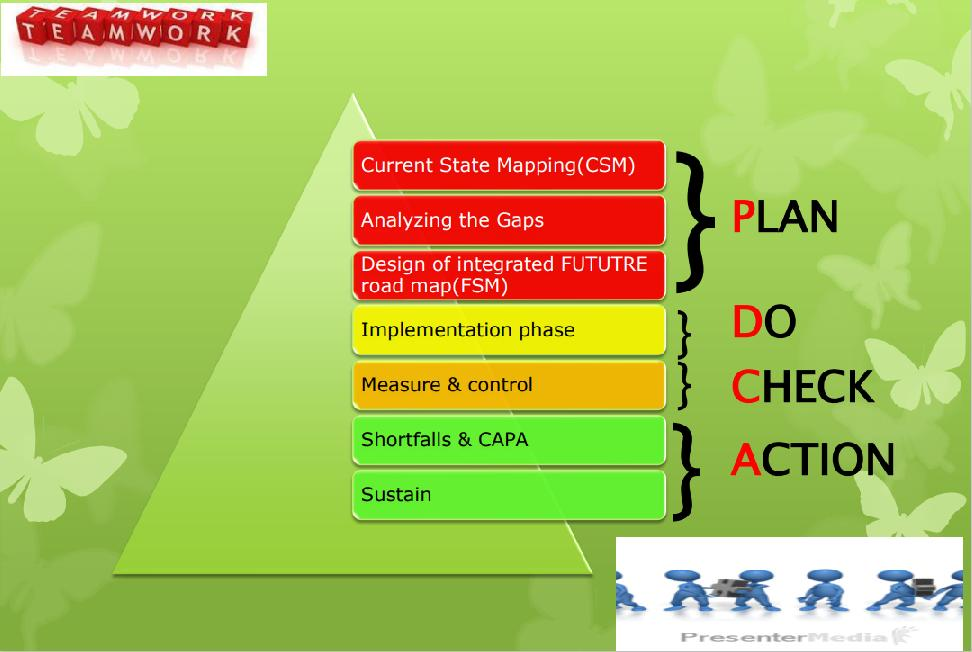 TEAMWORK
TEAMWORK
Current State Mapping(CSM)
Analyzing the Gaps
Design of integrated FUTUTRE
road map(FSM)
PLAN
Implementation phase
DO
Measure & control
CHECK
Shortfalls & CAPA
Sustain
ACTION
PresenterMedia